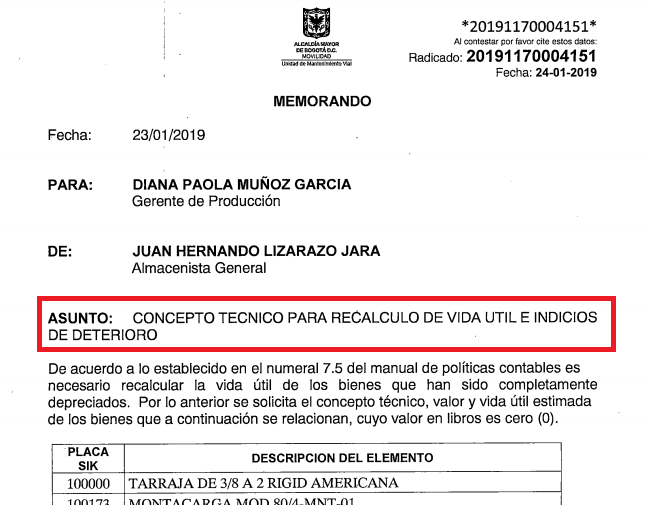 *20191170004151*
Al contestar por favor cite estos datos:
Radicado: 20191170004151
Fecha: 24-01-2019
ALCALDÍA MAYOR
DE BOGOTÁ D.C.
MOVILIDAD
Unidad de Mantenimiento Vial
MEMORANDO
Fecha: 23/01/2019
PARA: DIANA PAOLA MUÑOZ GARCIA
Gerente de Producción
DE: JUAN HERNANDO LIZARAZO JARA
Almacenista General
ASUNTO: CONCEPTO TECNICO PARA RECALCULO DE VIDA UTIL E INDICIOS
DE DETERIORO
De acuerdo a lo establecido en el numeral 7.5 del manual de políticas contables es
necesario recalcular la vida útil de los bienes que han sido completamente
depreciados. Por lo anterior se solicita el concepto técnico, valor y vida útil estimada
de los bienes que a continuación se relacionan, cuyo valor en libros es cero (0).
PLACA
SIK
DESCRIPCION DEL ELEMENTO
100000 TARRAJA DE 3/8 A 2 RIGID AMERICANA
100173 MONTACARGA MOD 80/4-MNT-01